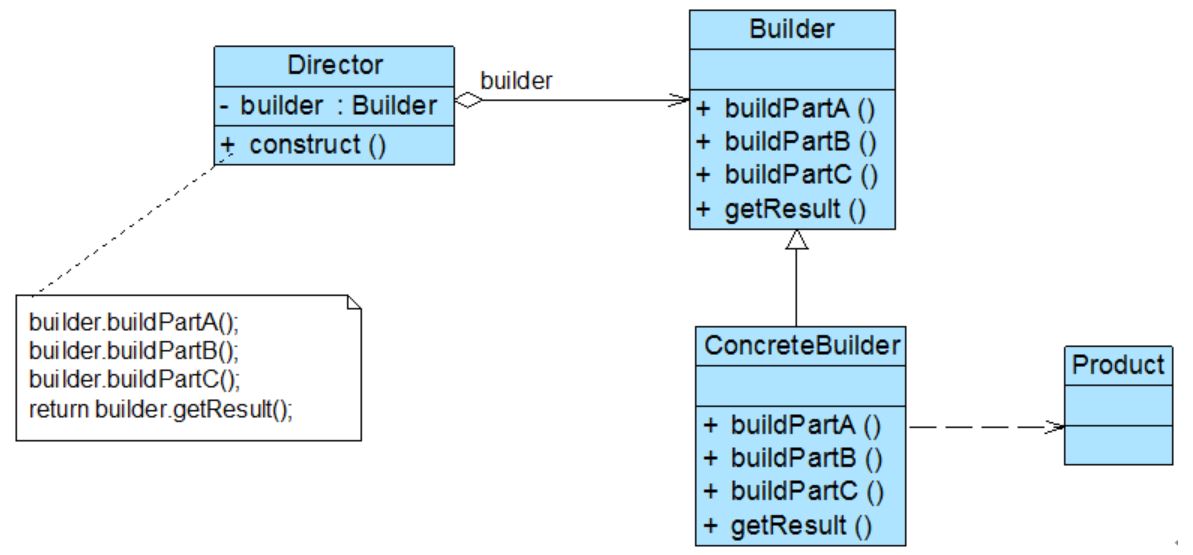 Director
- builder : Builder
+ construct ()
builder
Builder
+ buildPartA ()
+ buildPartB ()
+ buildPartC ()
+ getResult ()
builder.buildPartA();
builder.buildPartB();
builder.buildPartC();
return builder.getResult();
ConcreteBuilder
+ buildPartA ()
+ buildPartB ()
+ buildPartC ()
+ getResult ()
Product